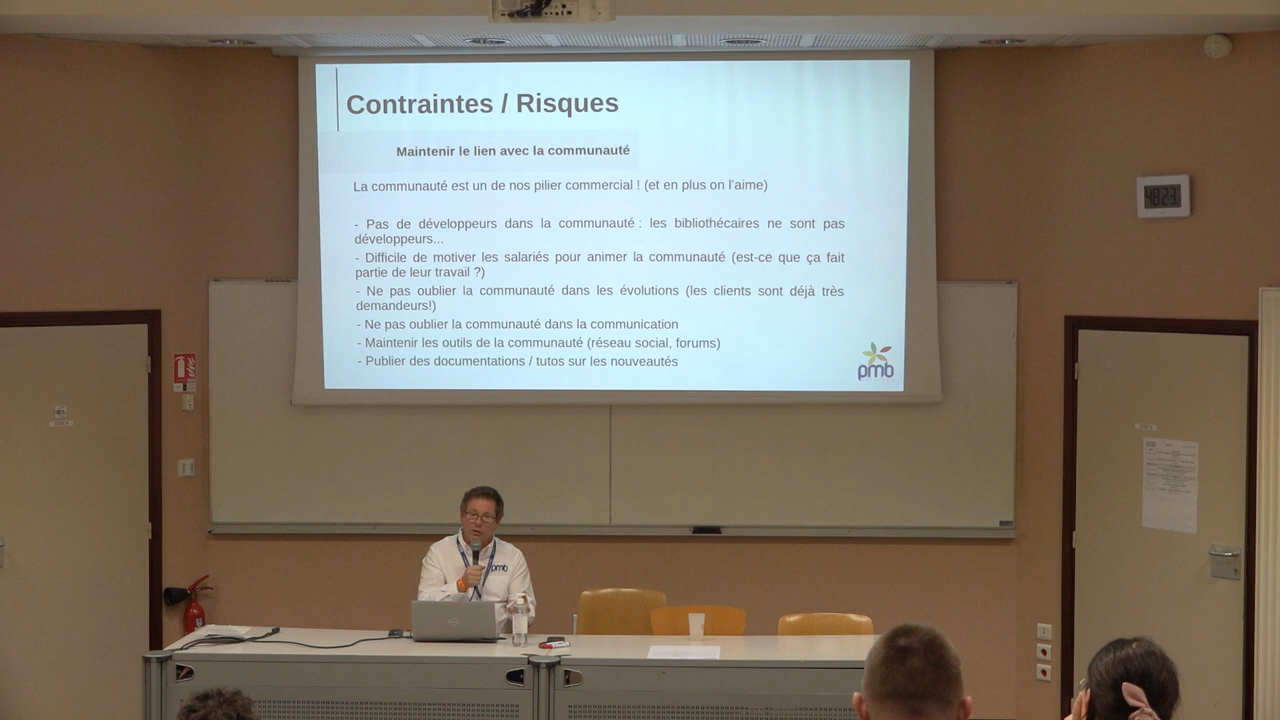 Contraintes / Risques
Maintenir le lien avec la communauté
La communauté est un de nos pilier commercial ! (et en plus on l'aime)
- Pas de développeurs dans la communauté : les bibliothécaires ne sont pas
développeurs...
- Difficile de motiver les salariés pour animer la communauté (est-ce que ça fait
partie de leur travail ?)
- Ne pas oublier la communauté dans les évolutions (les clients sont déjà très
demandeurs!)
- Ne pas oublier la communauté dans la communication
- Maintenir les outils de la communauté (réseau social, forums)
- Publier des documentations / tutos sur les nouveautés
pmb
pmb